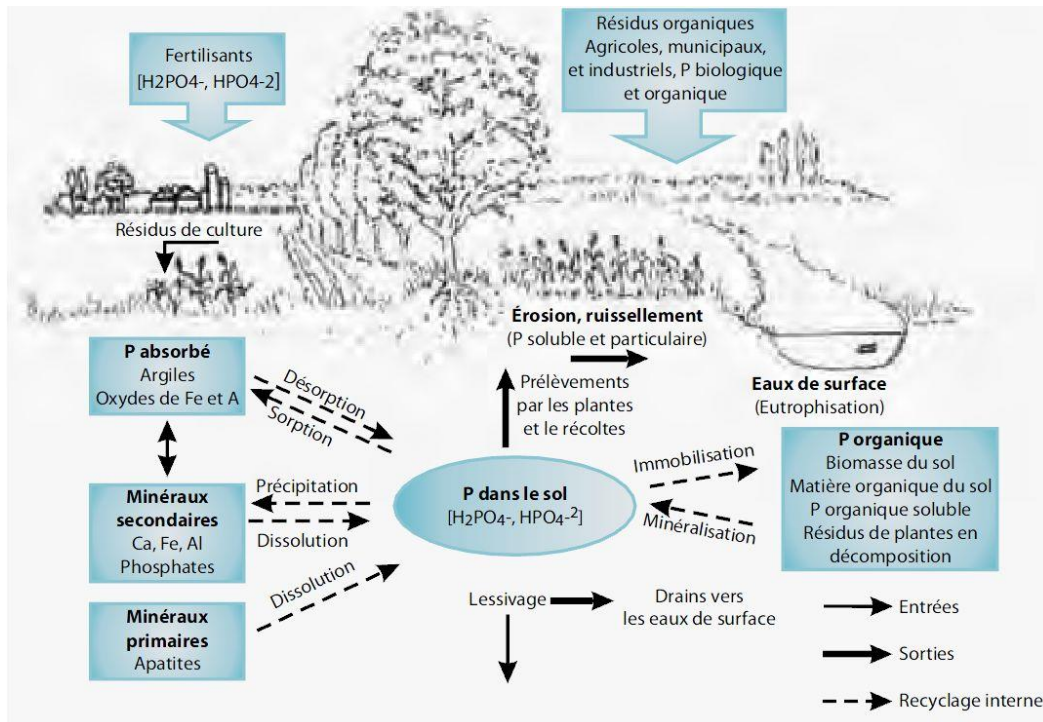 Fertilisants
[H2PO4-, HPO4-2]
Résidus organiques
Agricoles, municipaux,
et industriels, P biologique
et organique
Résidus de culture
Érosion, ruissellement
(P soluble et particulaire)
P absorbé
Argiles
Oxydes de Fe et A
Désorption
Sorption
Prélèvements
par les plantes
et le récoltes
Eaux de surface
(Eutrophisation)
Minéraux
secondaires
Ca, Fe, Al
Phosphates
Précipitation
Dissolution
P dans le sol
[H2PO4-, HPO4-2]
Immobilisation
Minéralisation
P organique
Biomasse du sol
Matière organique du sol
P organique soluble
Résidus de plantes en
décomposition
Minéraux
primaires
Apatites
Dissolution
Lessivage
Drains vers
les eaux de surface
Entrées
Sorties
Recyclage interne